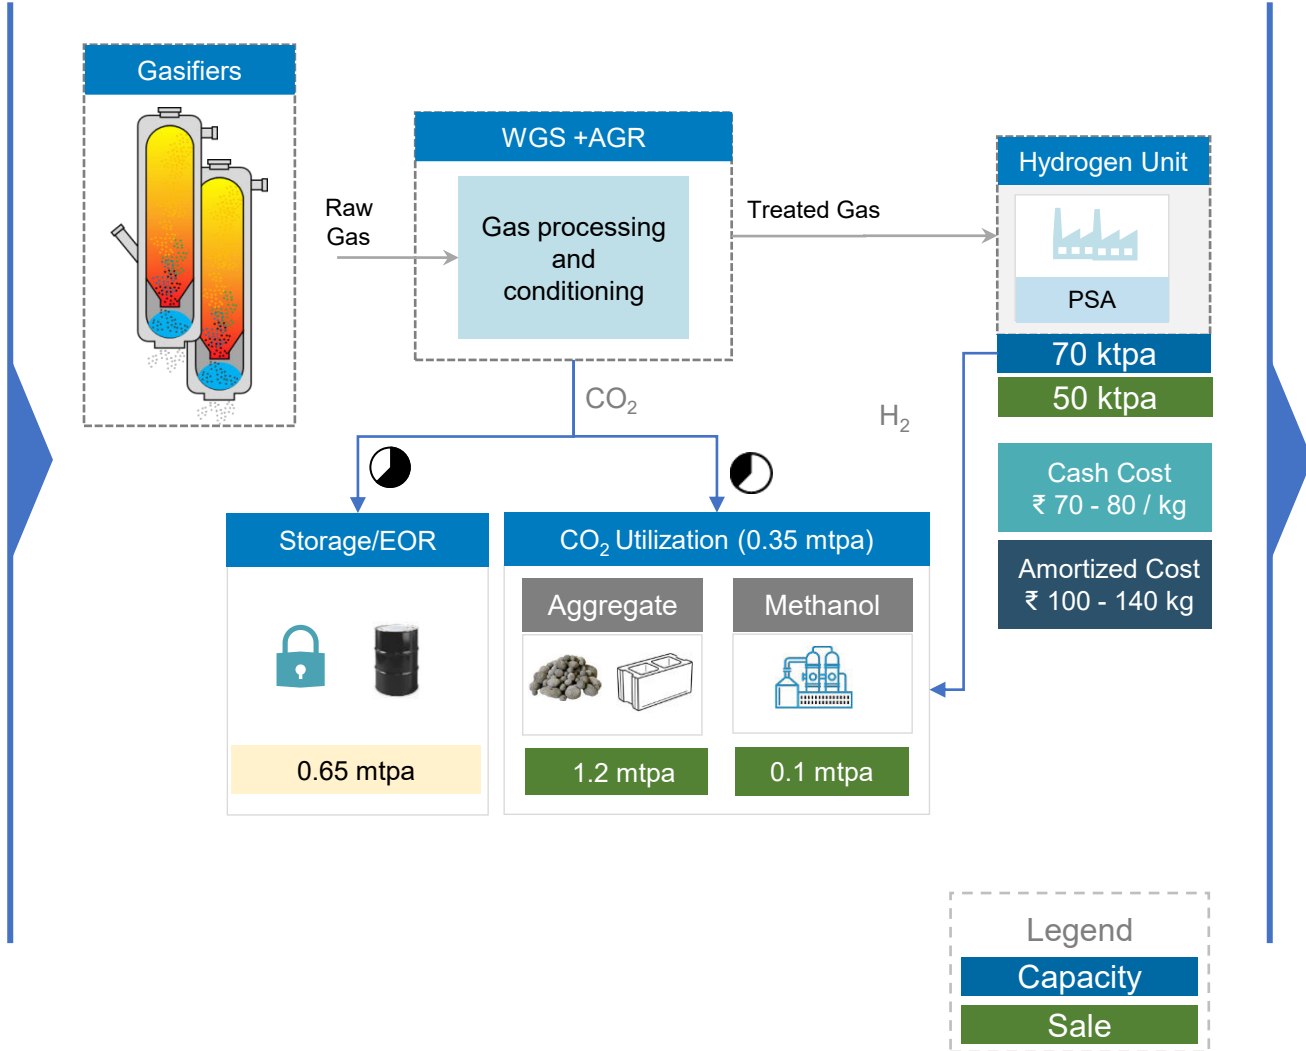 Gasifiers
WGS +AGR
Hydrogen Unit
Raw
Gas
Gas processing
and
conditioning
Treated Gas
PSA
70 ktpa
50 ktpa
CO₂
H₂
Cash Cost
₹ 70 - 80 / kg
Amortized Cost
₹ 100 - 140 kg
Storage/EOR
CO₂ Utilization (0.35 mtpa)
Aggregate
Methanol
0.65 mtpa
1.2 mtpa
0.1 mtpa
Legend
Capacity
Sale